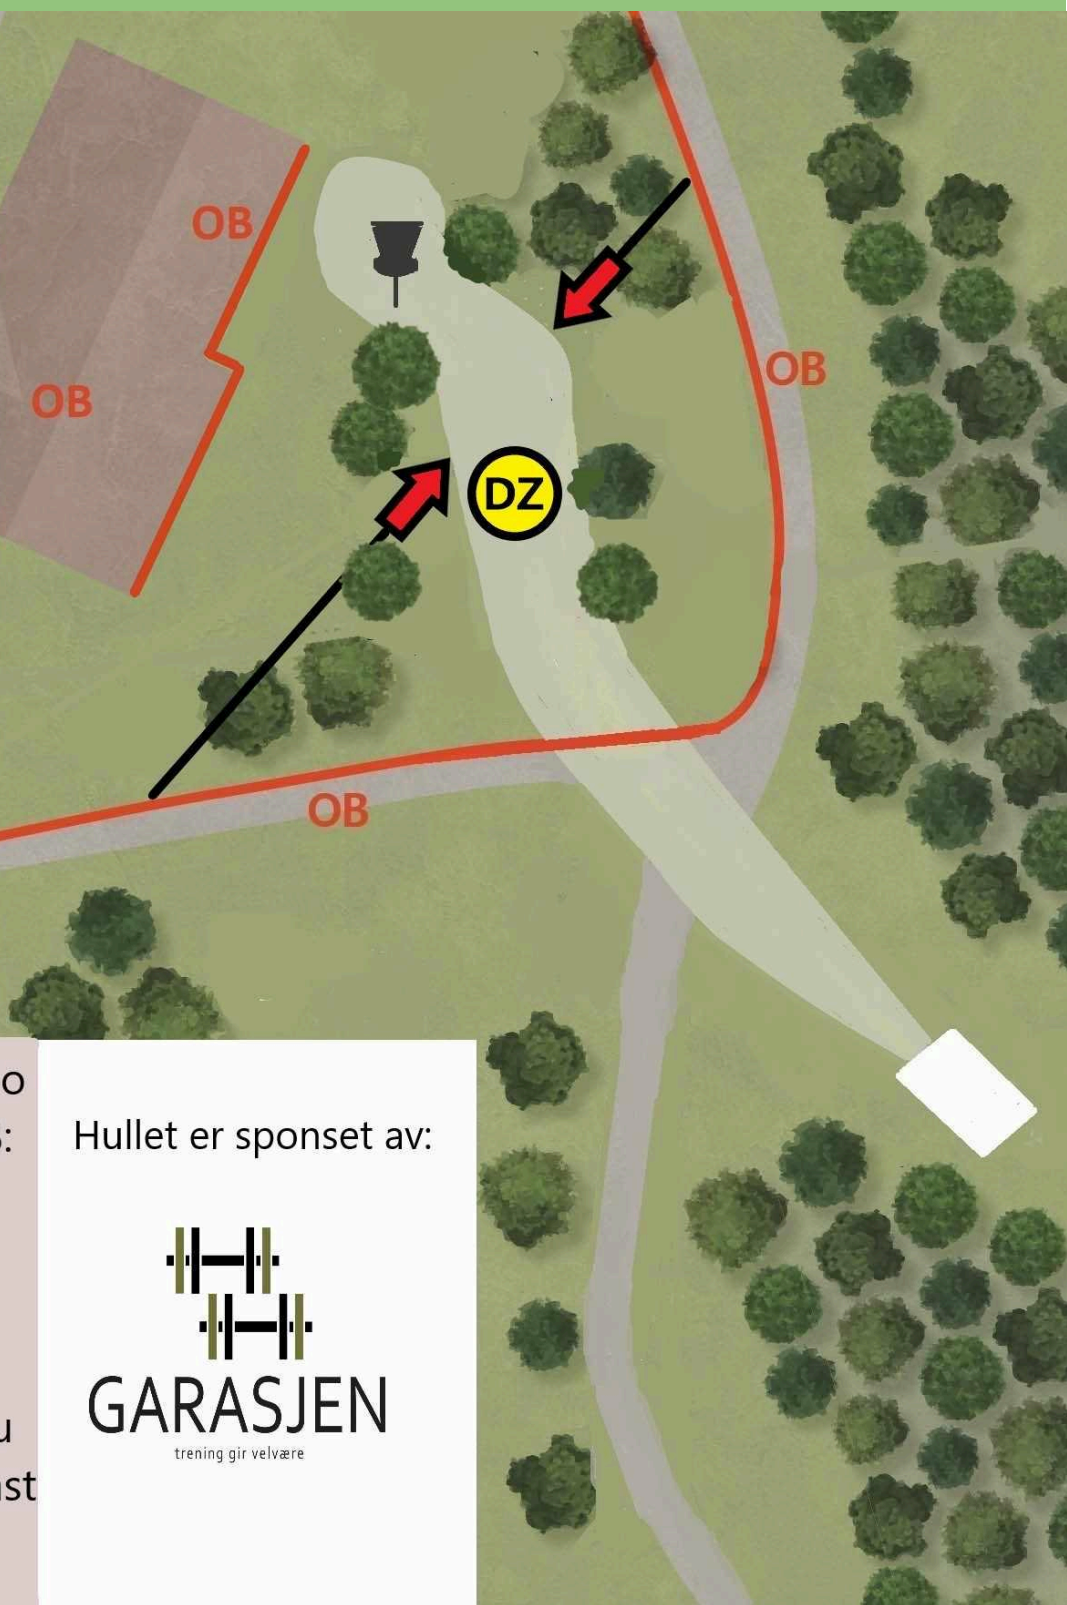 OB
OB
OB
DZ
OB
Hullet er sponset av:
GARASJEN
trening gir velvære